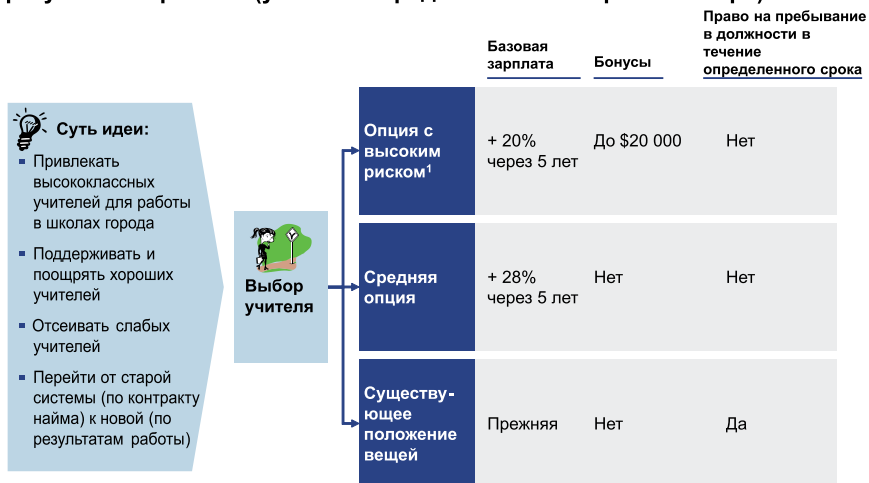 Право на пребывание
в должности в
течение
определенного срока
Базовая
зарплата
Бонусы
Суть идеи:
Привлекать
высококлассных
учителей для работы
в школах города
Поддерживать и
поощрять хороших
учителей
Отсеивать слабых
учителей
Перейти от старой
системы (по контракту
найма) к новой (по
результатам работы)
Выбор
учителя
Опция с
высоким
риском¹
+ 20%
через 5 лет
До $20 000
Нет
Средняя
опция
+ 28%
через 5 лет
Нет
Нет
Существу-
ющее
положение
вещей
Прежняя
Нет
Да